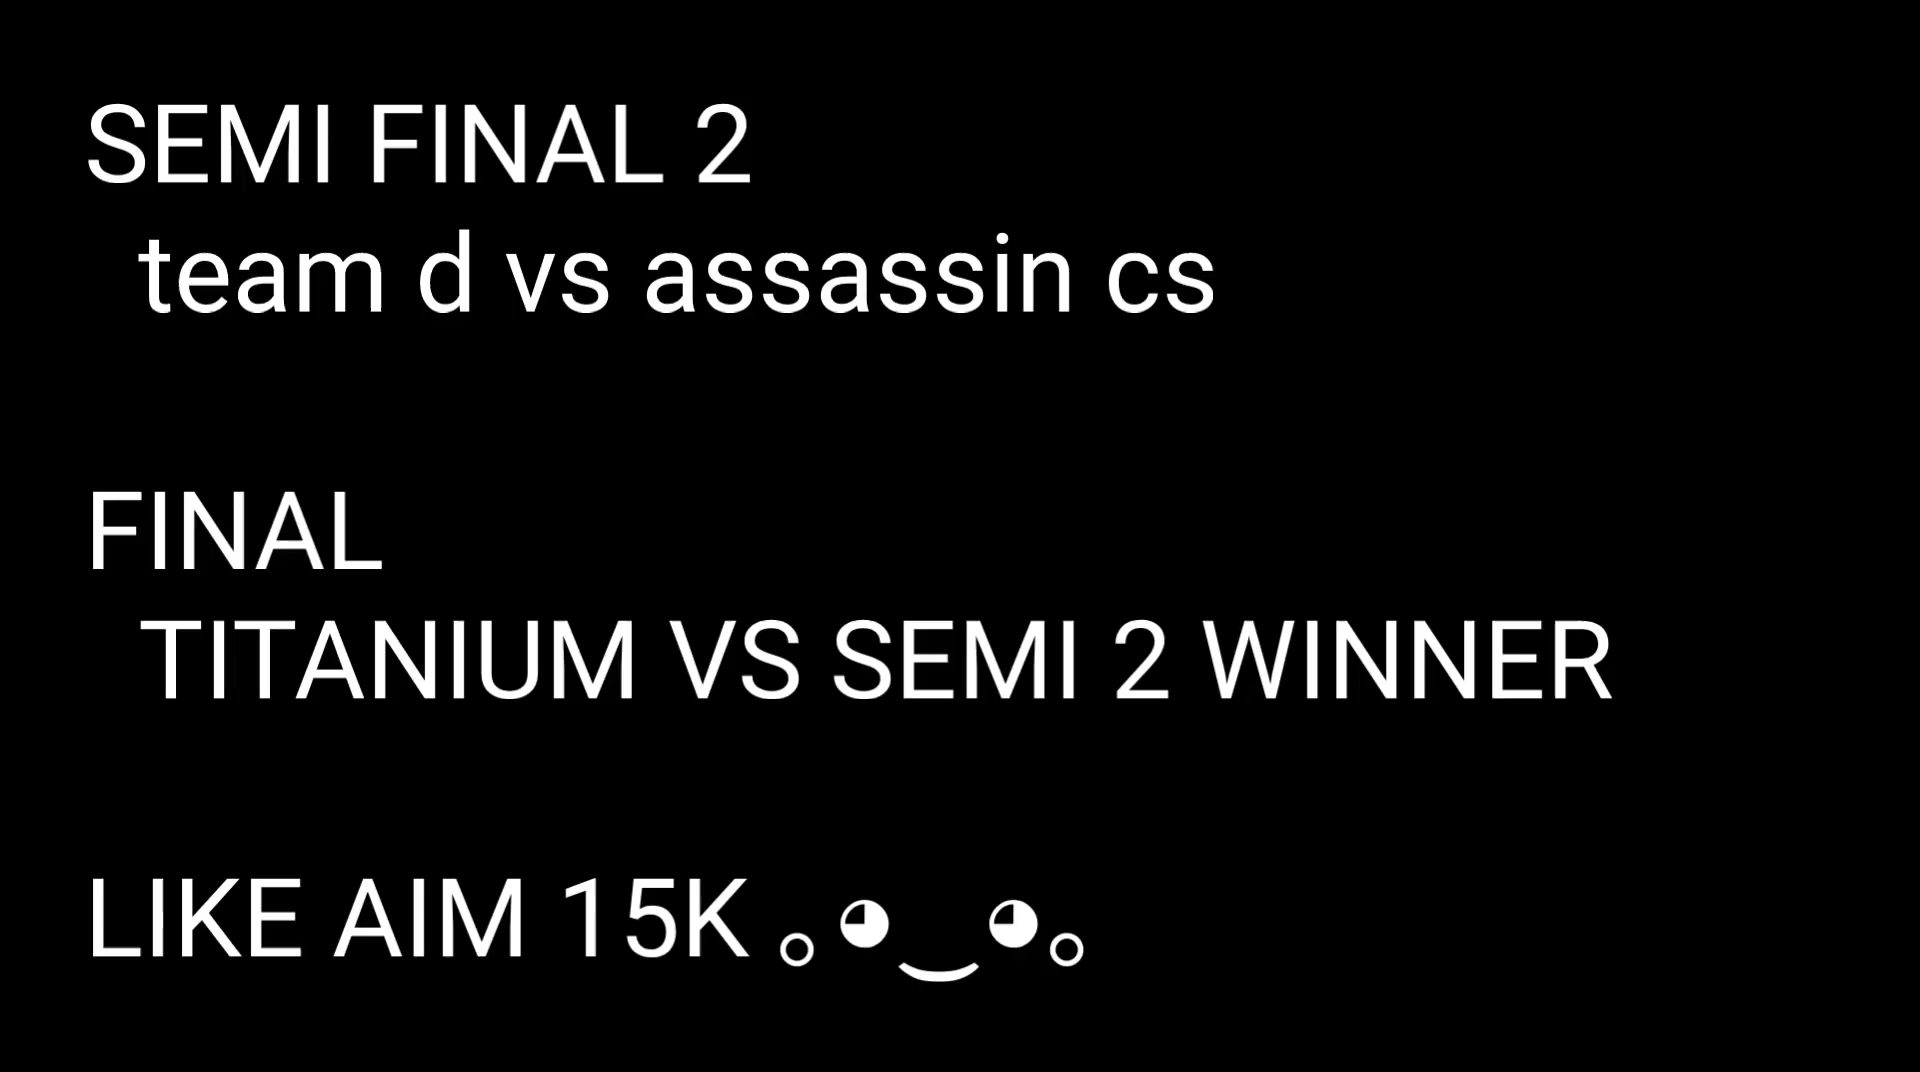 SEMI FINAL 2
team d vs assassin cs
FINAL
TITANIUM VS SEMI 2 WINNER
LIKE AIM 15K ｡◕‿◕｡